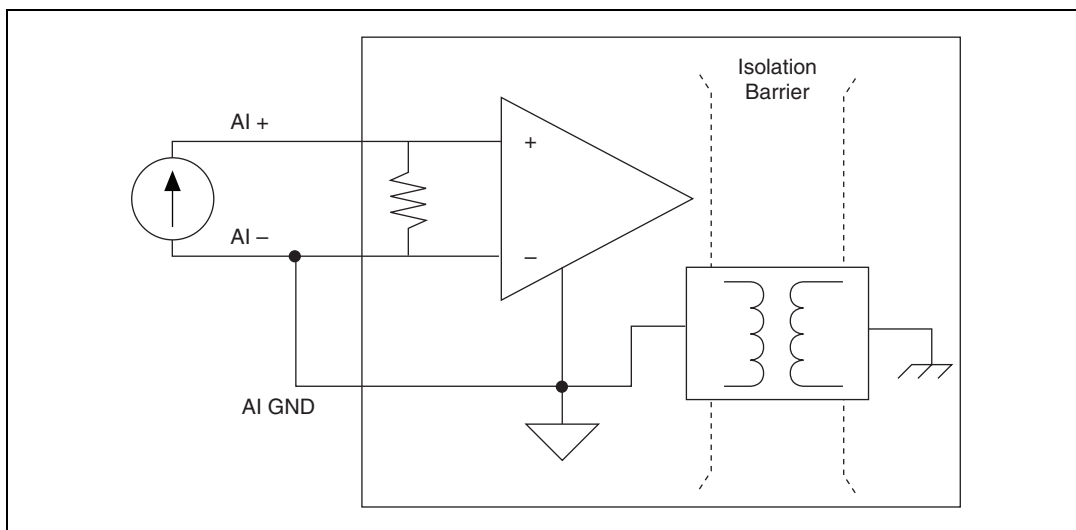 Isolation
Barrier
AI +
+
AI –
–
AI GND